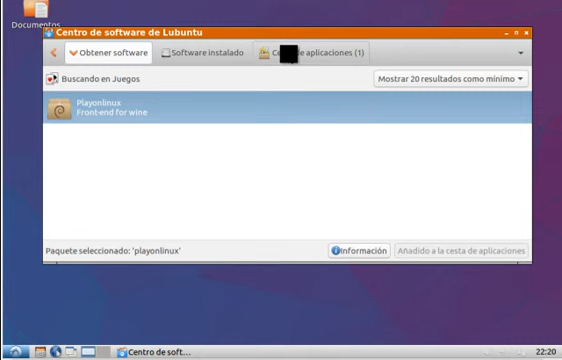 Documentos
Centro de software de Lubuntu
Obtener software
Software instalado
de aplicaciones (1)
Buscando en Juegos
Mostrar 20 resultados como mínimo
Playonlinux
Front-end for wine
Paquete seleccionado: 'playonlinux'
Información
Añadido a la cesta de aplicaciones
Centro de soft...
22:20